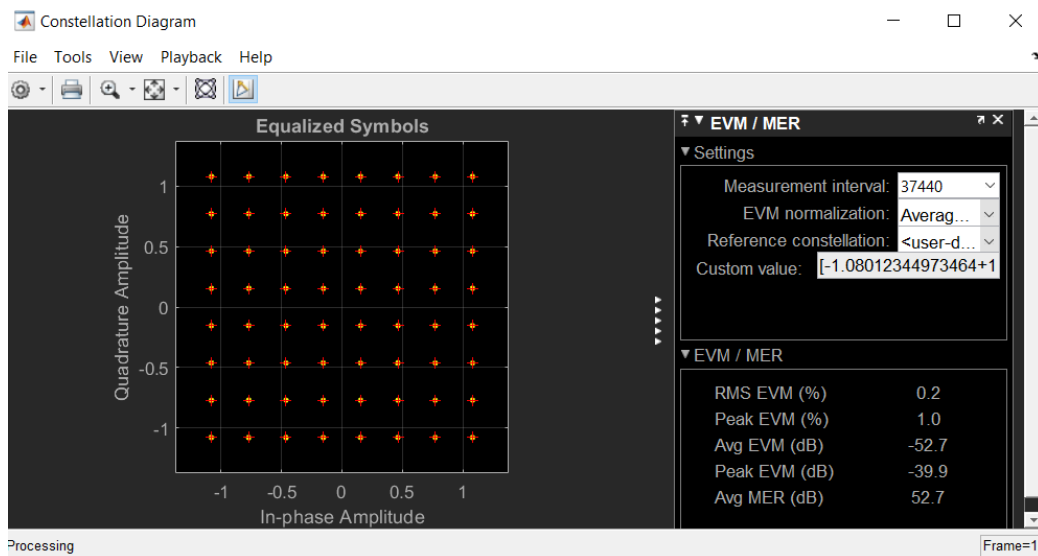 Constellation Diagram
File Tools View Playback Help
Equalized Symbols
1
0.5
0
-0.5
-1
Quadrature Amplitude
-1 -0.5 0 0.5 1
In-phase Amplitude
EVM / MER
Settings
Measurement interval: 37440
EVM normalization: Averag...
Reference constellation: <user-d...
Custom value: [-1.08012344973464+1
EVM / MER
RMS EVM (%) 0.2
Peak EVM (%) 1.0
Avg EVM (dB) -52.7
Peak EVM (dB) -39.9
Avg MER (dB) 52.7
Processing
Frame=1